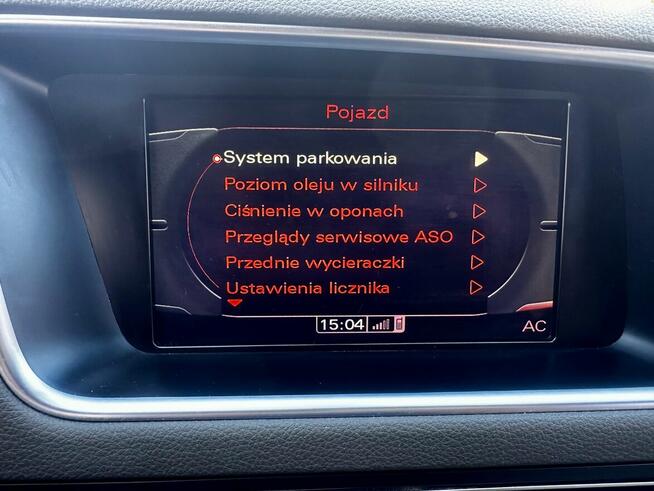 Pojazd
System parkowania
Poziom oleju w silniku
Ciśnienie w oponach
Przeglądy serwisowe ASO
Przednie wycieraczki
Ustawienia licznika
15:04
AC